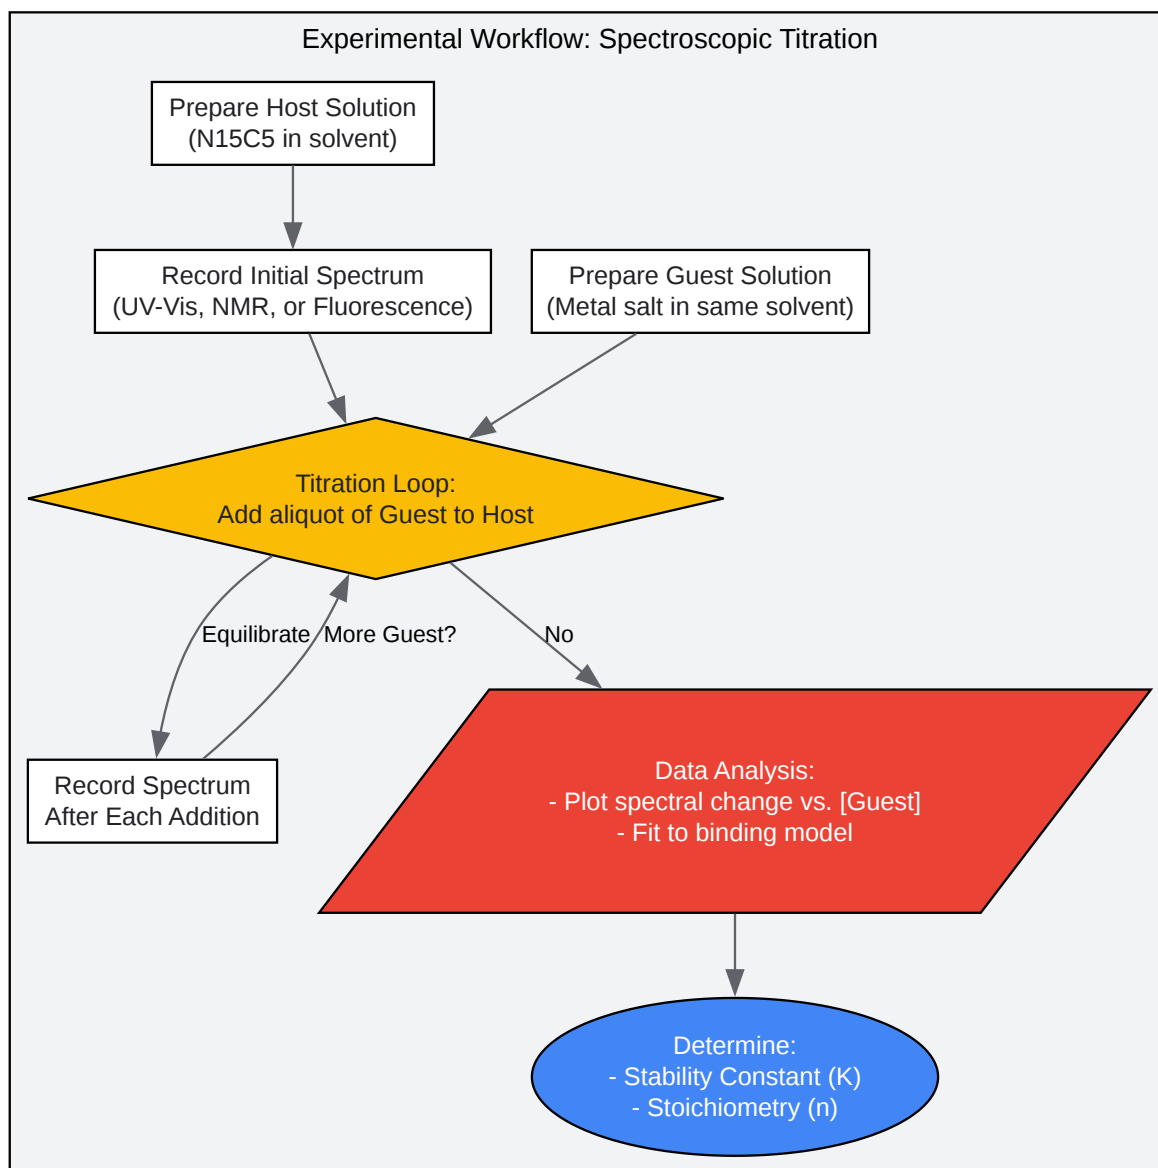 Experimental Workflow: Spectroscopic Titration
Prepare Host Solution
(N15C5 in solvent)
Record Initial Spectrum
(UV-Vis, NMR, or Fluorescence)
Prepare Guest Solution
(Metal salt in same solvent)
Titration Loop:
Add aliquot of Guest to Host
Equilibrate
More Guest?
No
Record Spectrum
After Each Addition
Data Analysis:
- Plot spectral change vs. [Guest]
- Fit to binding model
Determine:
- Stability Constant (K)
- Stoichiometry (n)